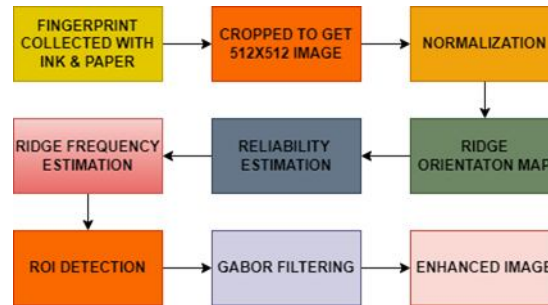 FINGERPRINT
COLLECTED WITH
INK & PAPER
CROPPED TO GET
512X512 IMAGE
NORMALIZATION
RIDGE
ORIENTATON MAP
RELIABILITY
ESTIMATION
RIDGE FREQUENCY
ESTIMATION
ROI DETECTION
GABOR FILTERING
ENHANCED IMAGE